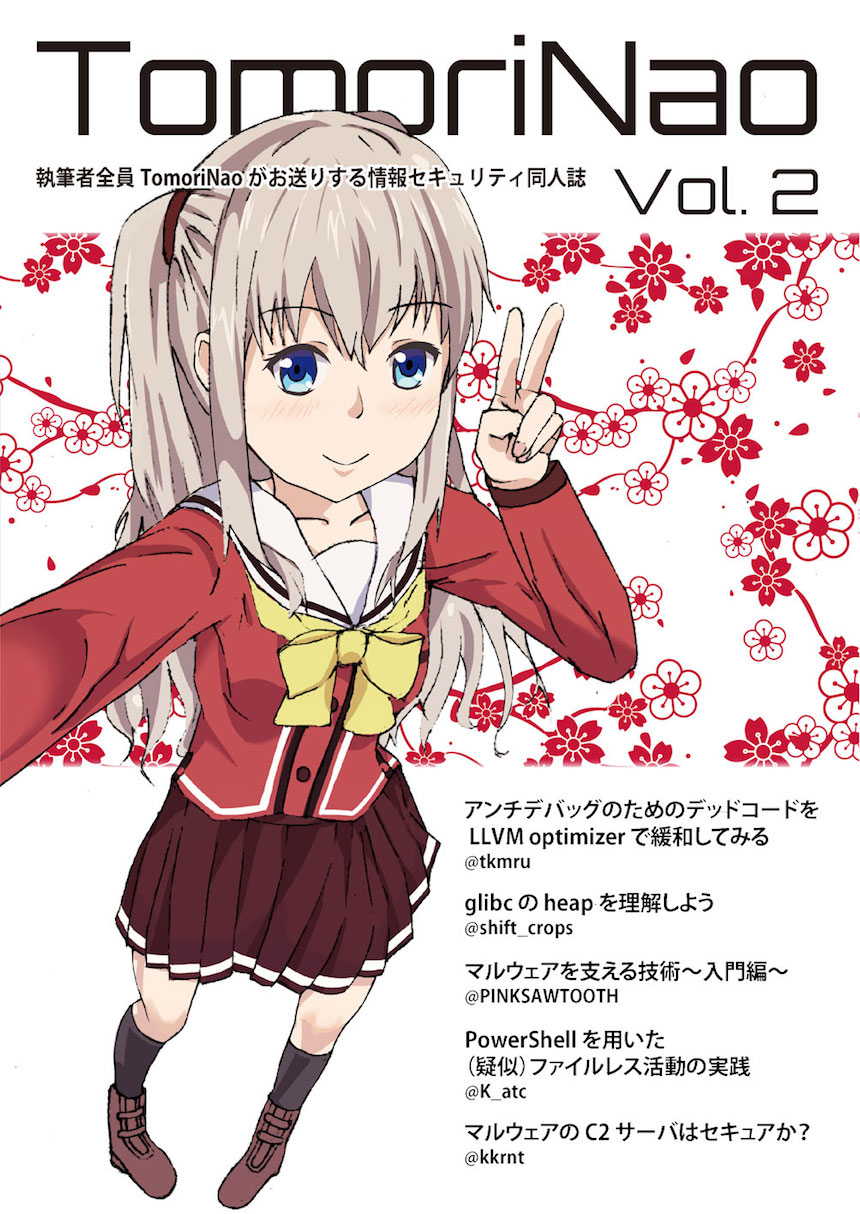 TomoriNao
執筆者全員 TomoriNao がお送りする情報セキュリティ同人誌
Vol. 2
アンチデバッグのためのデッドコードを
LLVM optimizer で緩和してみる
@tkmru
glibc の heap を理解しよう
@shift_crops
マルウェアを支える技術～入門編～
@PINKSAWTOOTH
PowerShell を用いた
（疑似）ファイルレス活動の実践
@K_atc
マルウェアの C2 サーバはセキュアか？
@kkrnt